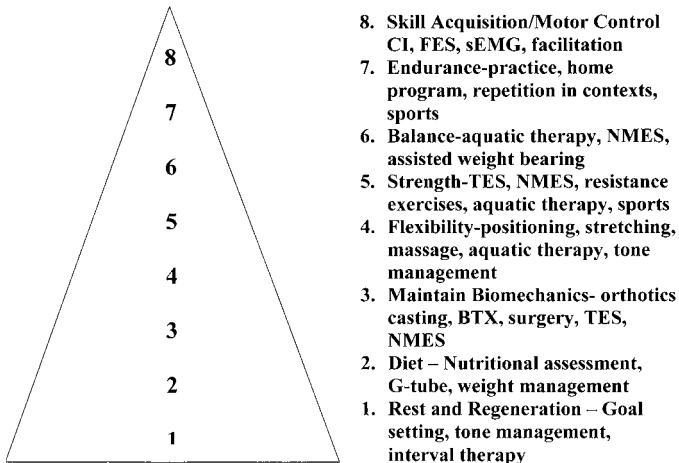 8
7
6
5
4
3
2
1
8. Skill Acquisition/Motor Control
CI, FES, sEMG, facilitation
7. Endurance-practice, home
program, repetition in contexts,
sports
6. Balance-aquatic therapy, NMES,
assisted weight bearing
5. Strength-TES, NMES, resistance
exercises, aquatic therapy, sports
4. Flexibility-positioning, stretching,
massage, aquatic therapy, tone
management
3. Maintain Biomechanics- orthotics
casting, BTX, surgery, TES,
NMES
2. Diet – Nutritional assessment,
G-tube, weight management
1. Rest and Regeneration – Goal
setting, tone management,
interval therapy